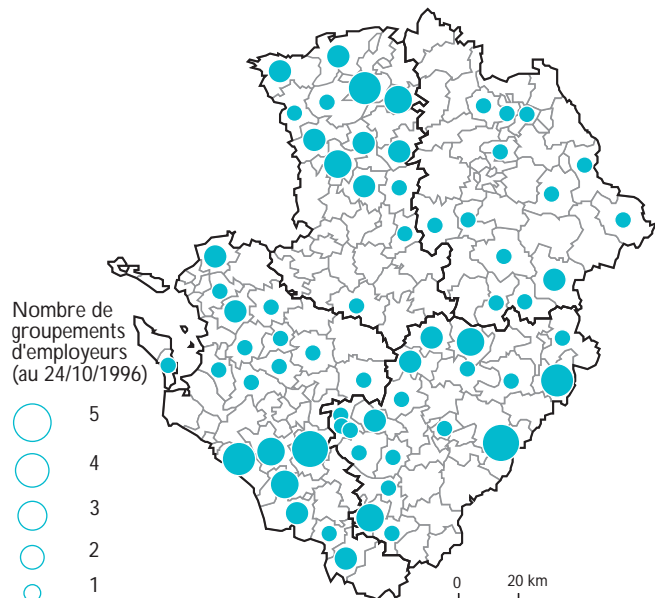 Nombre de
groupements
d'employeurs
(au 24/10/1996)
5
4
3
2
1
0 20 km